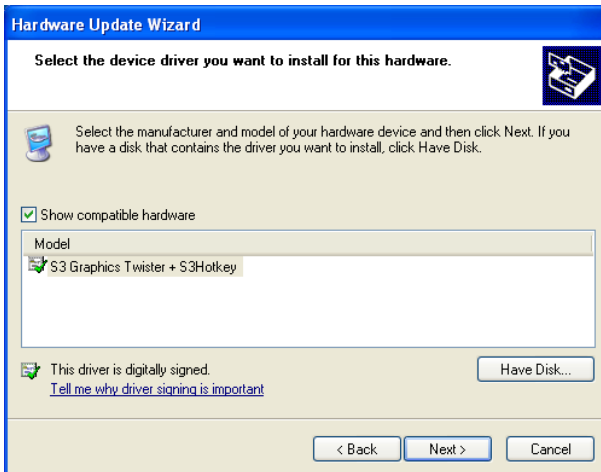 Hardware Update Wizard
Select the device driver you want to install for this hardware.
Select the manufacturer and model of your hardware device and then click Next. If you
have a disk that contains the driver you want to install, click Have Disk.
Show compatible hardware
Model
S3 Graphics Twister + S3Hotkey
This driver is digitally signed.
Tell me why driver signing is important
Have Disk...
< Back
Next >
Cancel